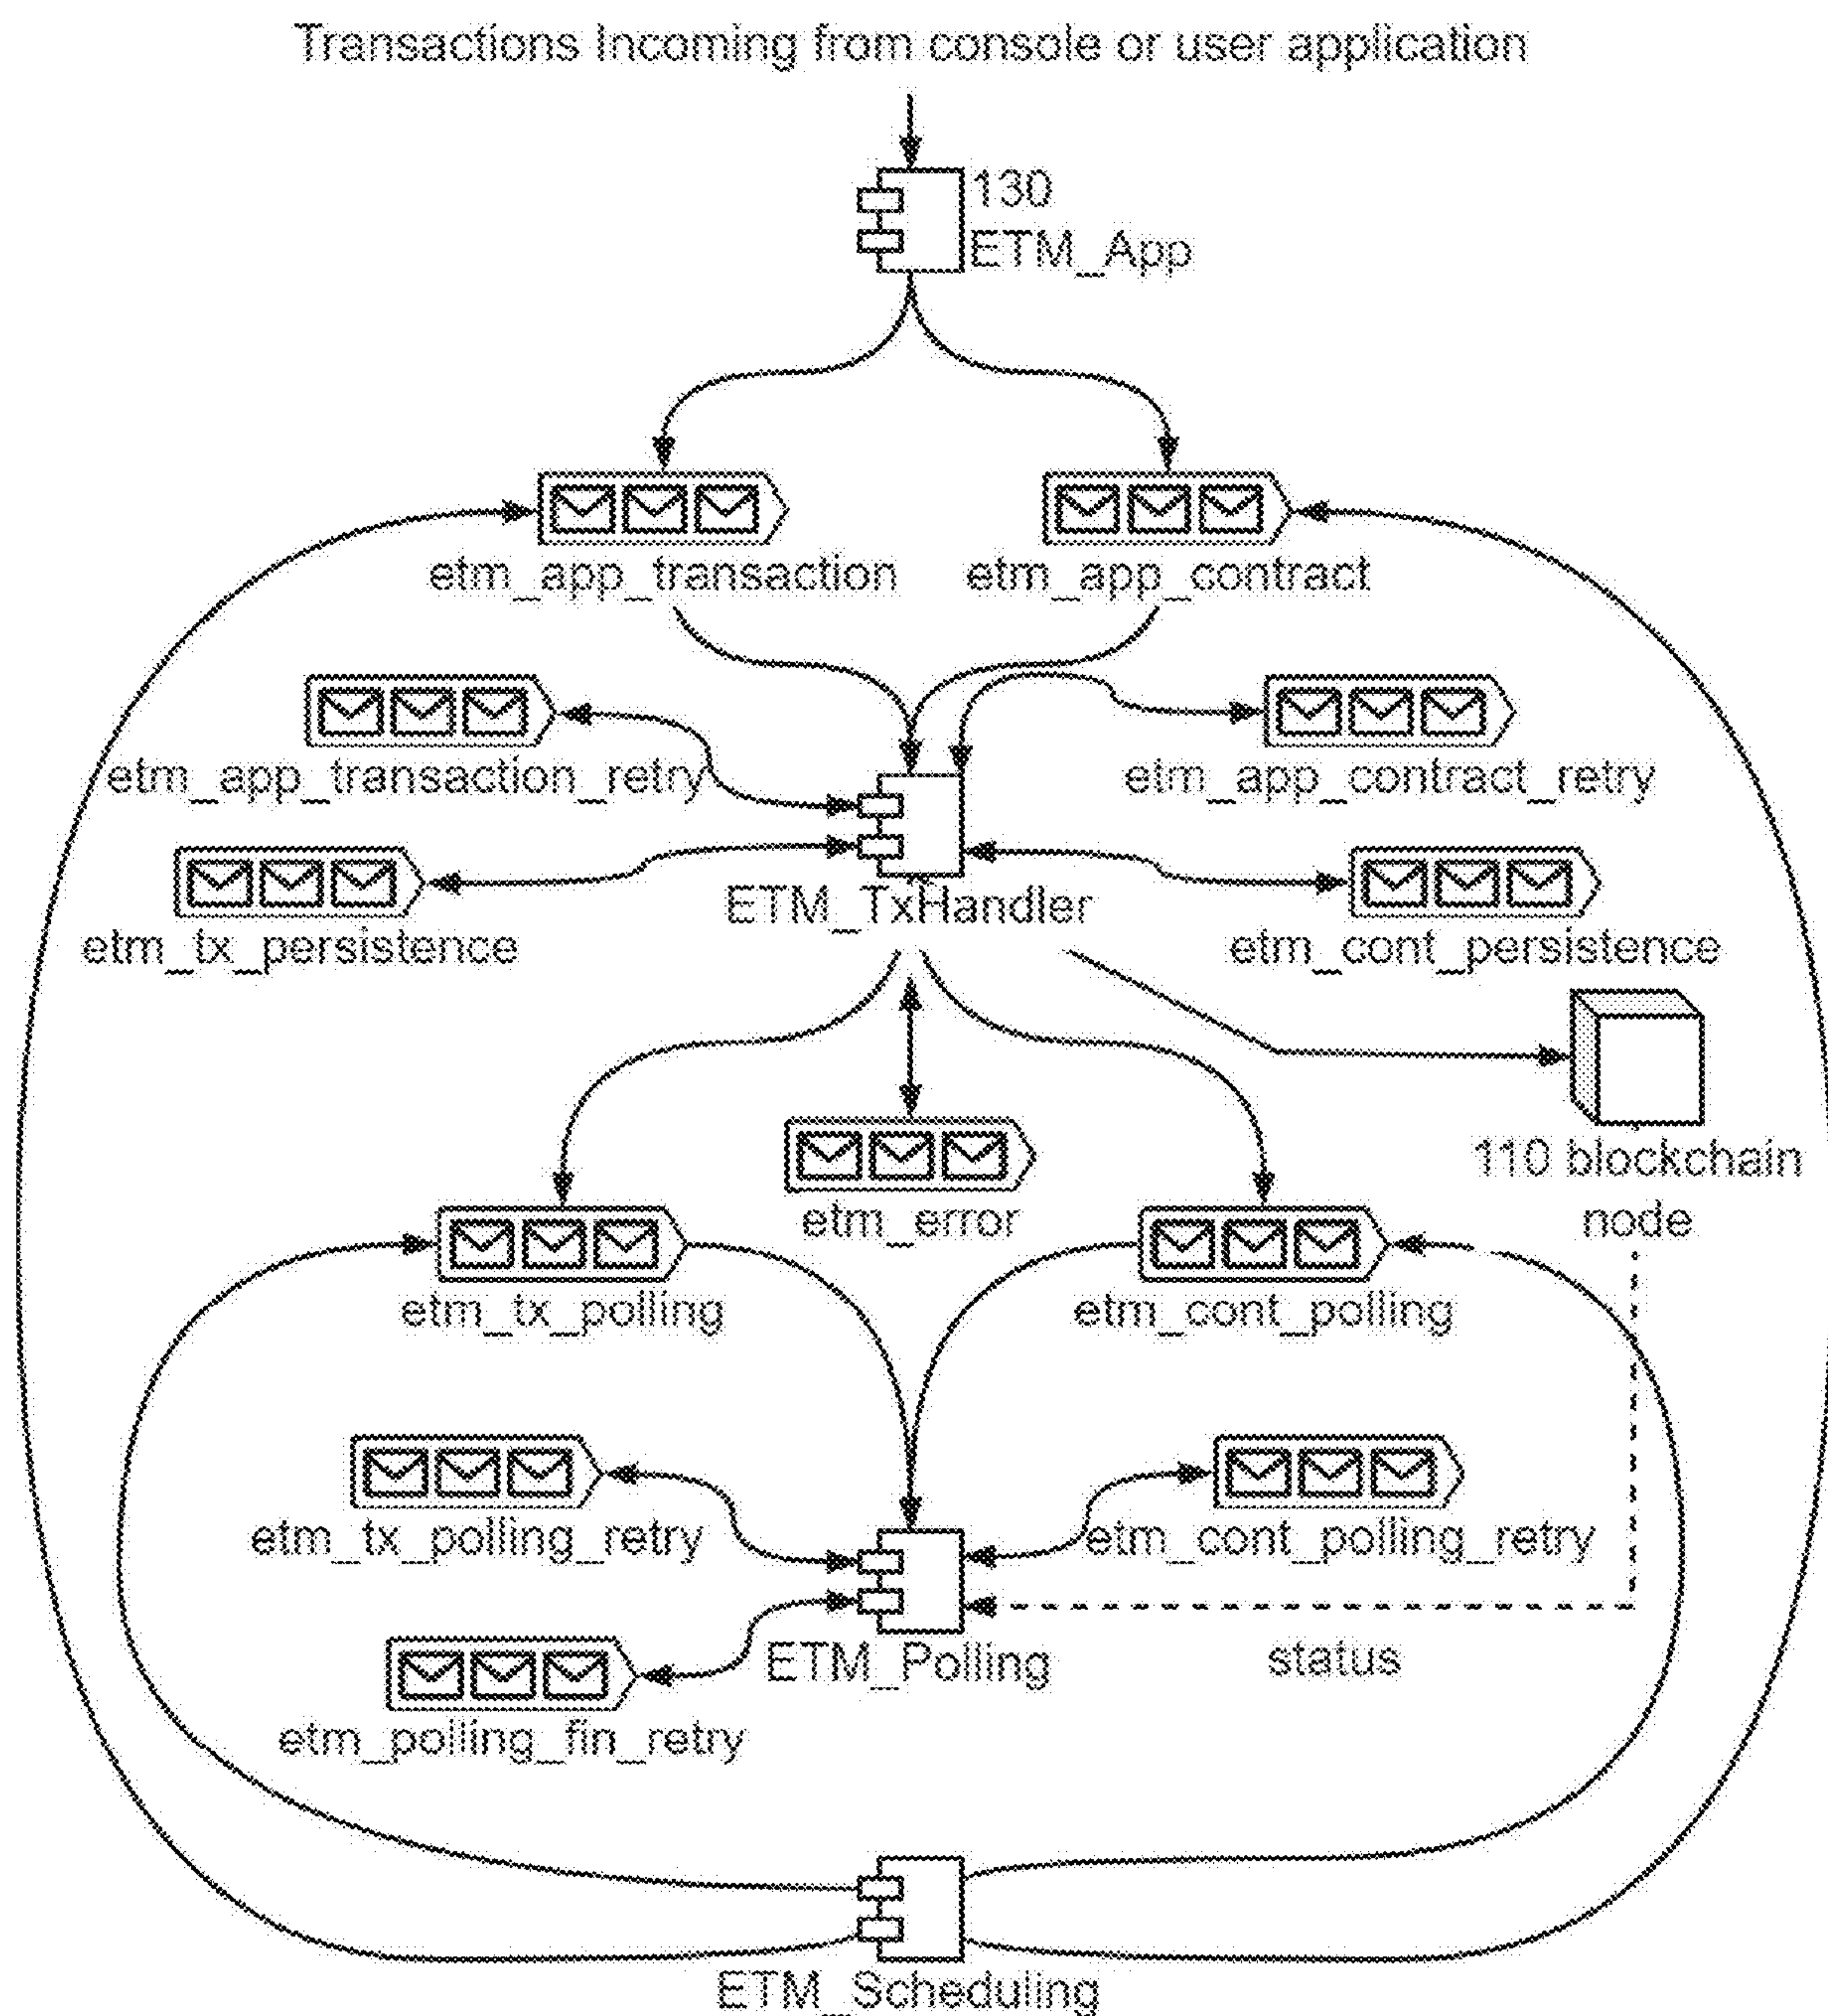 Transactions Incoming from console or user application
130
ETM_App
etm_app_transaction
etm_app_contract
etm_app_transaction_retry
etm_app_contract_retry
ETM_TxHandler
etm_tx_persistence
etm_cont_persistence
110 blockchain
node
etm_error
etm_tx_polling
etm_cont_polling
etm_tx_polling_retry
etm_cont_polling_retry
ETM_Polling
status
etm_polling_fin_retry
ETM_Scheduling